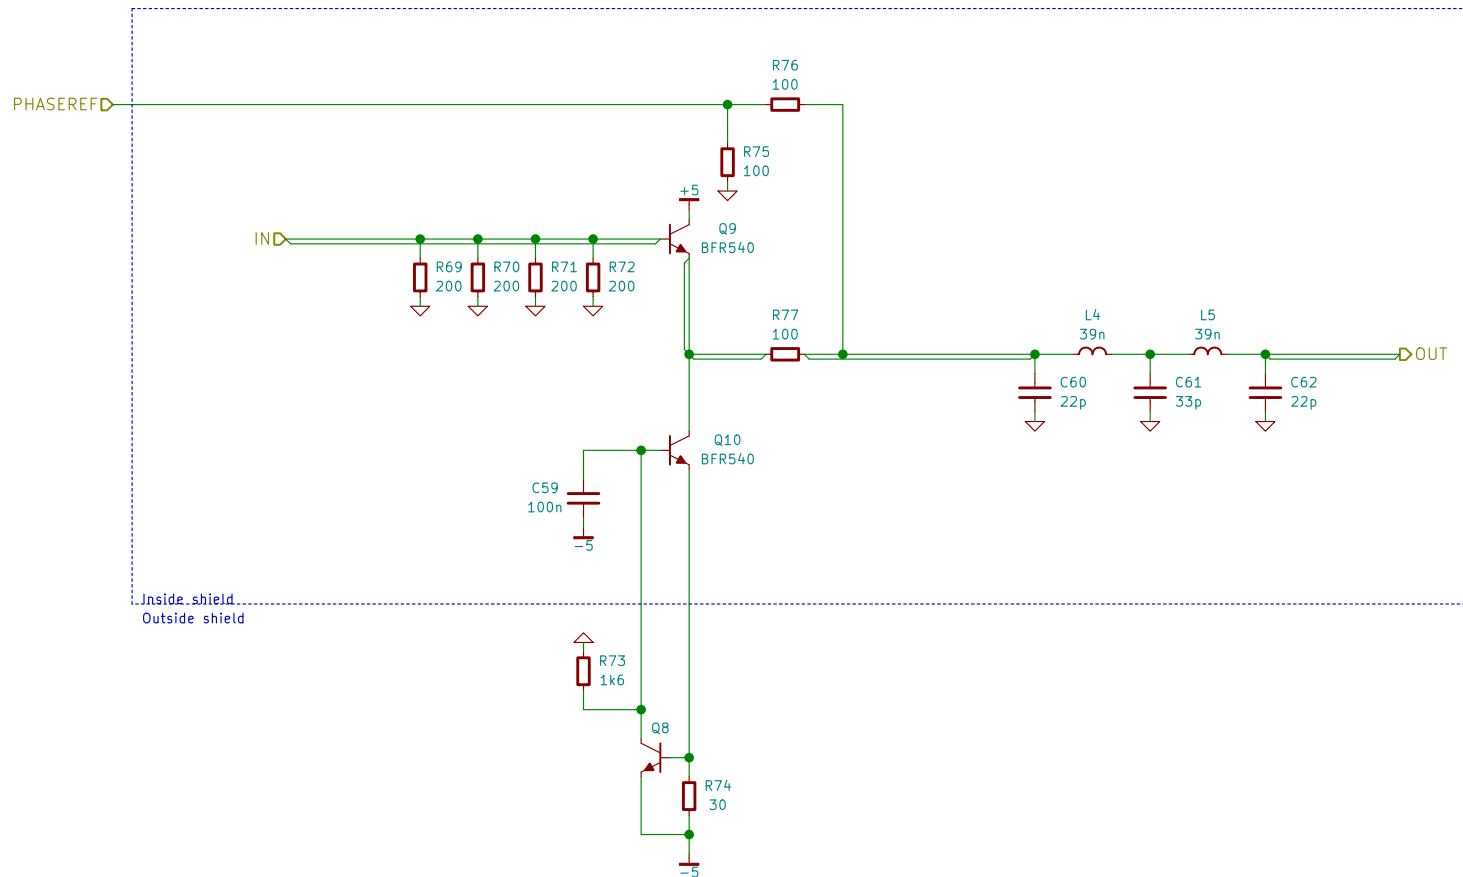 R76
100
PHASEREF
R75
100
+5
Q9
BFR540
IN
R69
200
R70
200
R71
200
R72
200
R77
100
L4
39n
L5
39n
OUT
C60
22p
C61
33p
C62
22p
Q10
BFR540
C59
100n
-5
Inside shield
Outside shield
R73
1k6
Q8
R74
30
-5